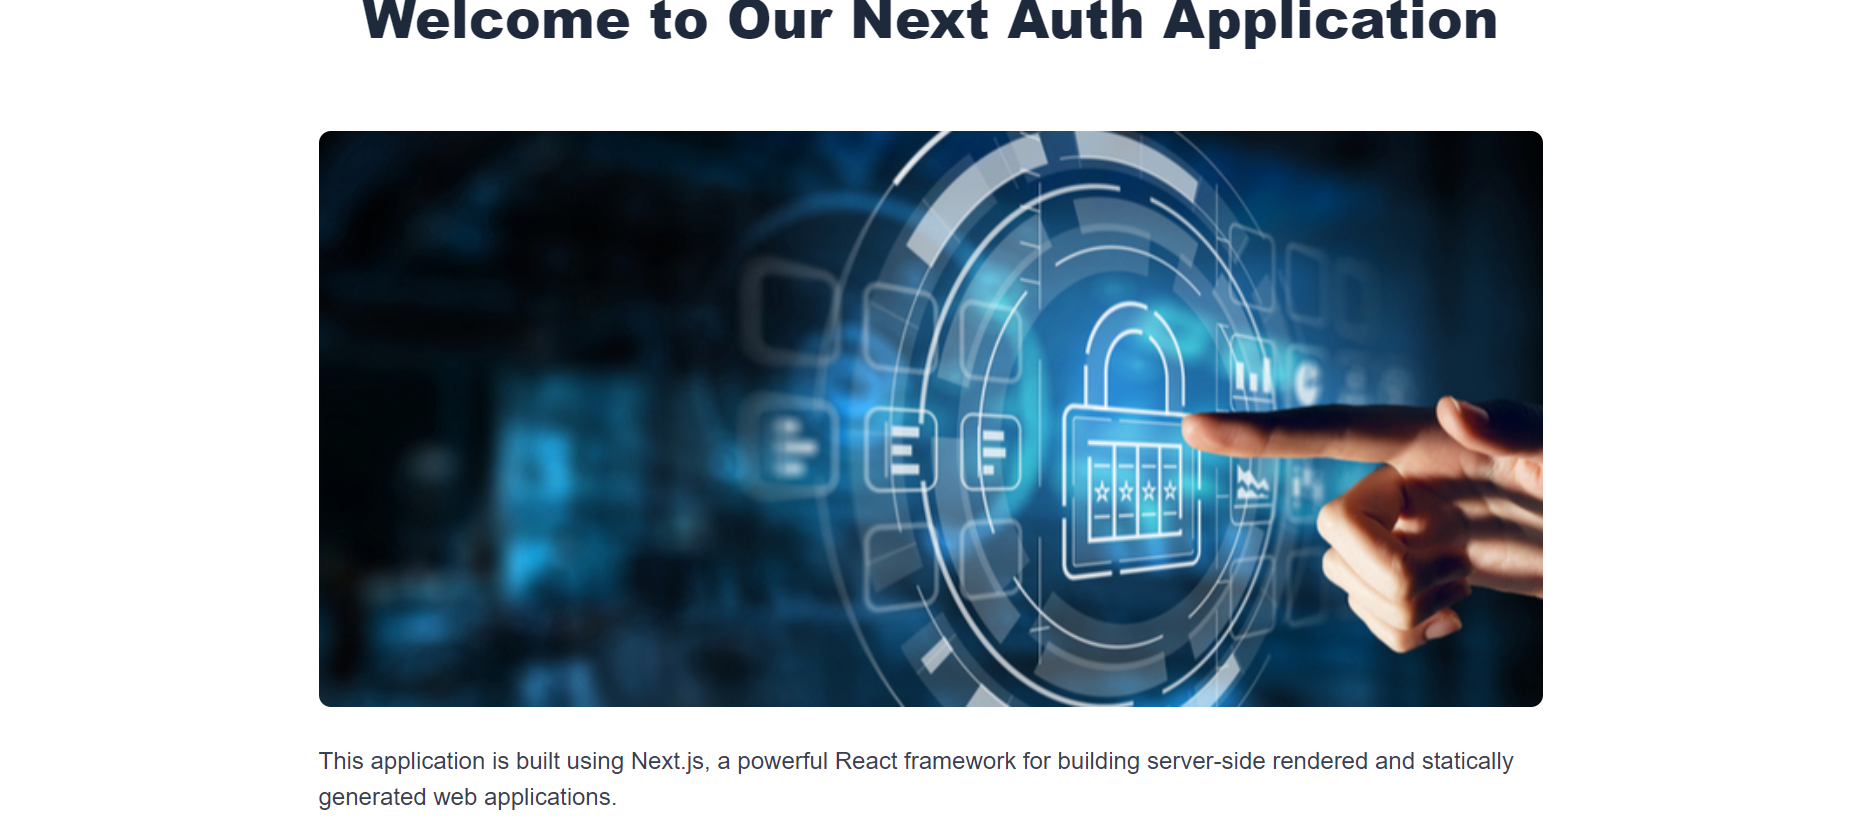 Welcome to Our Next Auth Application
This application is built using Next.js, a powerful React framework for building server-side rendered and statically
generated web applications.